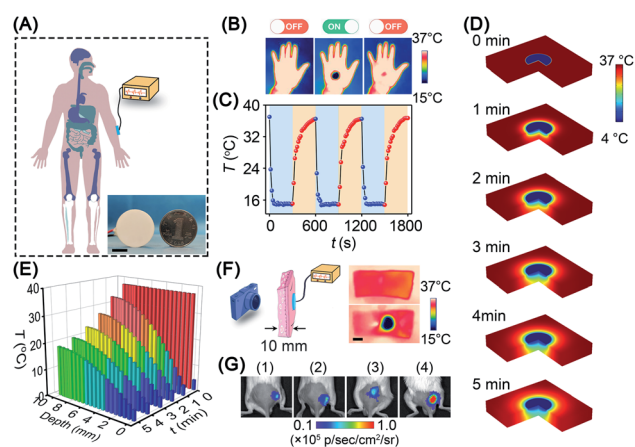 (A)
(B)
OFF
ON
OFF
37°C
15°C
(C)
40
32
24
16
T (°C)
0
600
1200
1800
t (s)
(D)
0 min
37 °C
4 °C
1 min
2 min
3 min
4min
5 min
(E)
40
30
20
10
0
T (°C)
10
8
6
4
2
0
Depth (mm)
5
4
3
2
1
0
t (min)
(F)
10 mm
37°C
15°C
(G)
(1)
(2)
(3)
(4)
0.1
1.0
(×10⁵ p/sec/cm²/sr)